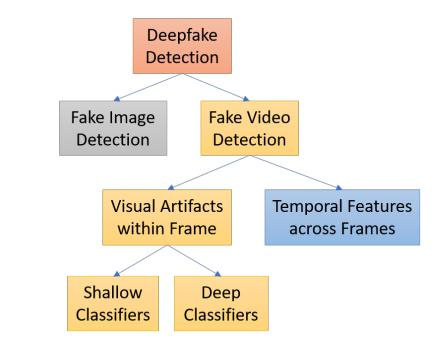 Deepfake
Detection
Fake Image
Detection
Fake Video
Detection
Visual Artifacts
within Frame
Temporal Features
across Frames
Shallow
Classifiers
Deep
Classifiers